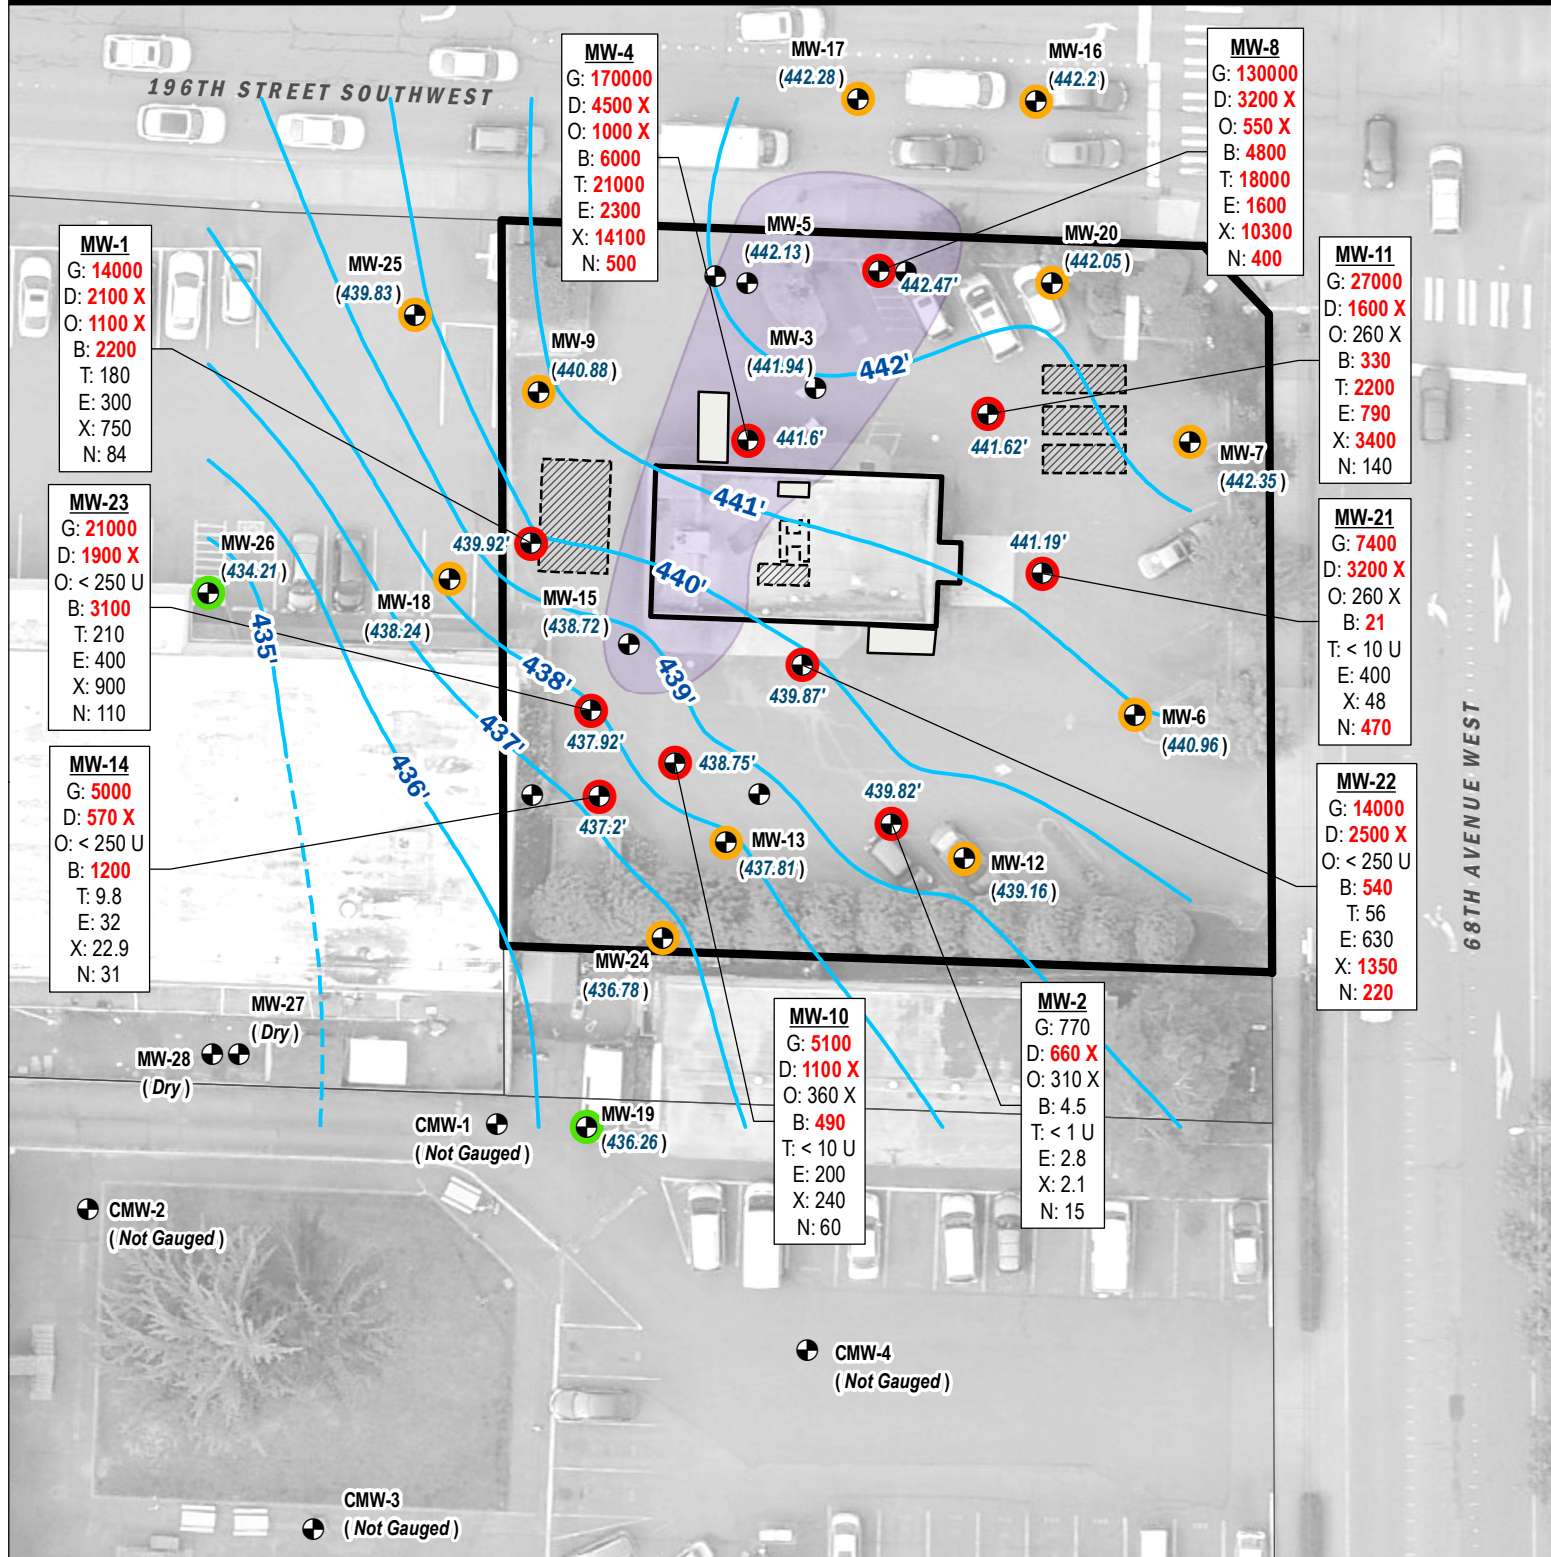 196TH STREET SOUTHWEST
MW-4
G: 170000
D: 4500 X
O: 1000 X
B: 6000
T: 21000
E: 2300
X: 14100
N: 500
MW-17
(442.28 )
MW-16
(442.2 )
MW-8
G: 130000
D: 3200 X
O: 550 X
B: 4800
T: 18000
E: 1600
X: 10300
N: 400
MW-1
G: 14000
D: 2100 X
O: 1100 X
B: 2200
T: 180
E: 300
X: 750
N: 84
MW-25
(439.83 )
MW-5
(442.13 )
442.47'
MW-20
(442.05 )
MW-11
G: 27000
D: 1600 X
O: 260 X
B: 330
T: 2200
E: 790
X: 3400
N: 140
MW-9
(440.88 )
MW-3
(441.94 )
442'
441.6'
441.62'
MW-7
(442.35 )
MW-23
G: 21000
D: 1900 X
O: < 250 U
B: 3100
T: 210
E: 400
X: 900
N: 110
MW-26
(434.21 )
439.92'
441'
440'
441.19'
MW-21
G: 7400
D: 3200 X
O: 260 X
B: 21
T: < 10 U
E: 400
X: 48
N: 470
MW-18
(438.24 )
MW-15
(438.72 )
435'
438'
439'
439.87'
437'
436'
437.92'
MW-6
(440.96 )
68TH AVENUE WEST
MW-14
G: 5000
D: 570 X
O: < 250 U
B: 1200
T: 9.8
E: 32
X: 22.9
N: 31
438.75'
437.2'
439.82'
MW-13
(437.81 )
MW-12
(439.16 )
MW-22
G: 14000
D: 2500 X
O: < 250 U
B: 540
T: 56
E: 630
X: 1350
N: 220
MW-24
(436.78 )
MW-27
( Dry )
MW-28
( Dry )
MW-10
G: 5100
D: 1100 X
O: 360 X
B: 490
T: < 10 U
E: 200
X: 240
N: 60
MW-2
G: 770
D: 660 X
O: 310 X
B: 4.5
T: < 1 U
E: 2.8
X: 2.1
N: 15
CMW-1
( Not Gauged )
MW-19
(436.26 )
CMW-2
( Not Gauged )
CMW-4
( Not Gauged )
CMW-3
( Not Gauged )